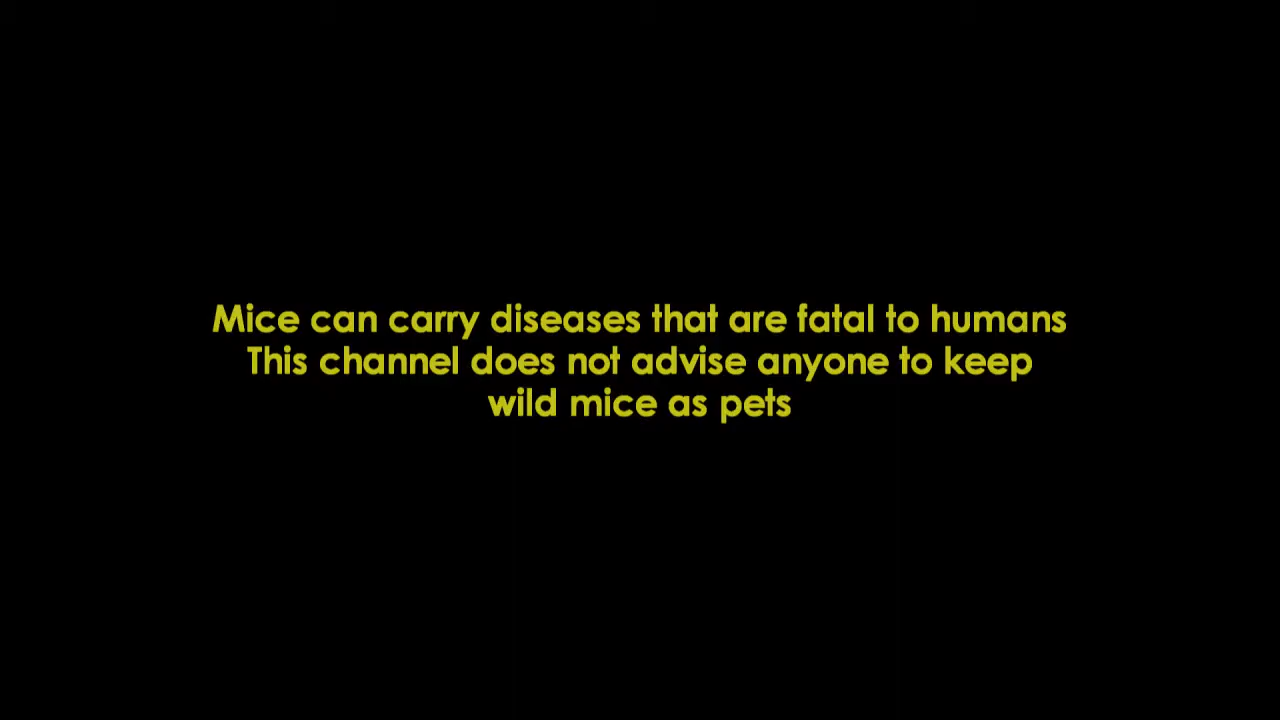 Mice can carry diseases that are fatal to humans
This channel does not advise anyone to keep
wild mice as pets